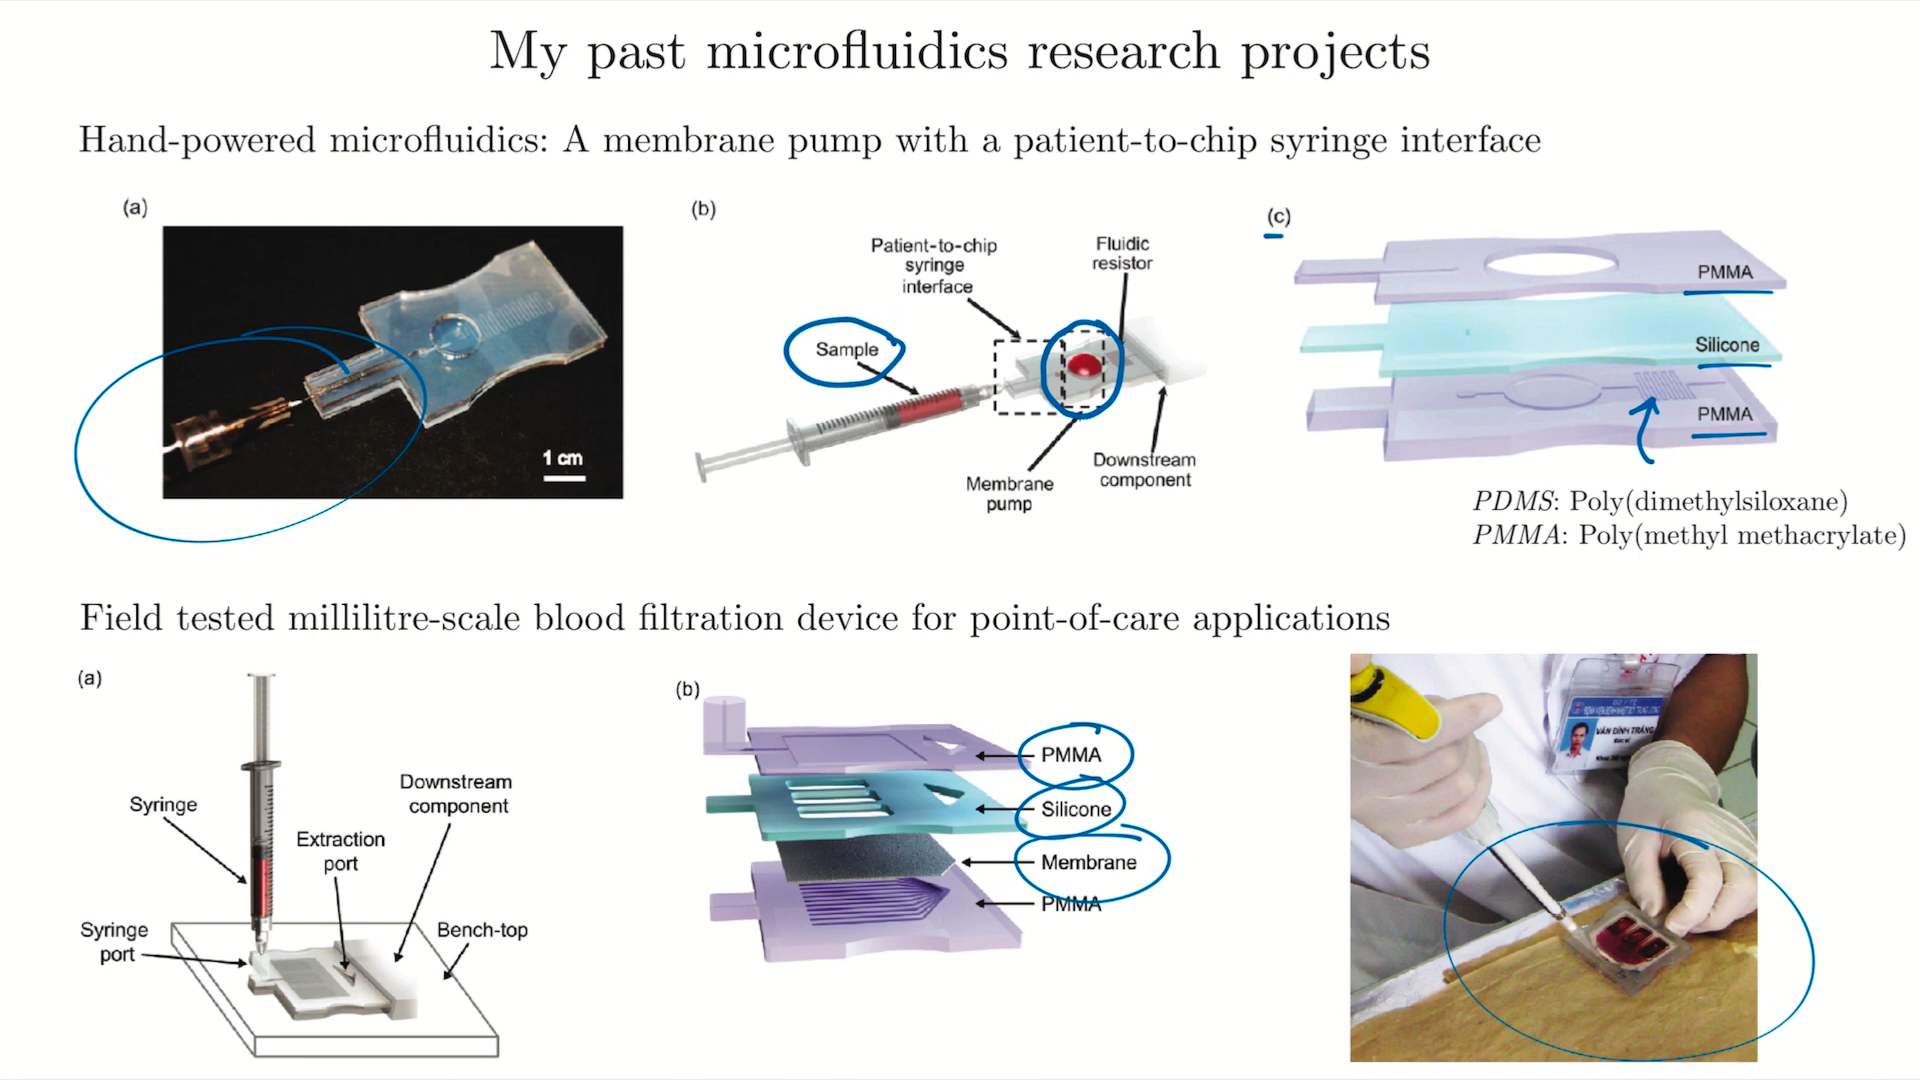 My past microfluidics research projects
Hand-powered microfluidics: A membrane pump with a patient-to-chip syringe interface
(a)
1 cm
(b)
Patient-to-chip
syringe
interface
Fluidic
resistor
Sample
Membrane
pump
Downstream
component
(c)
PMMA
Silicone
PMMA
PDMS: Poly(dimethylsiloxane)
PMMA: Poly(methyl methacrylate)
Field tested millilitre-scale blood filtration device for point-of-care applications
(a)
Syringe
Extraction
port
Downstream
component
Syringe
port
Bench-top
(b)
PMMA
Silicone
Membrane
PMMA
VĂN ĐÌNH TRÁNG